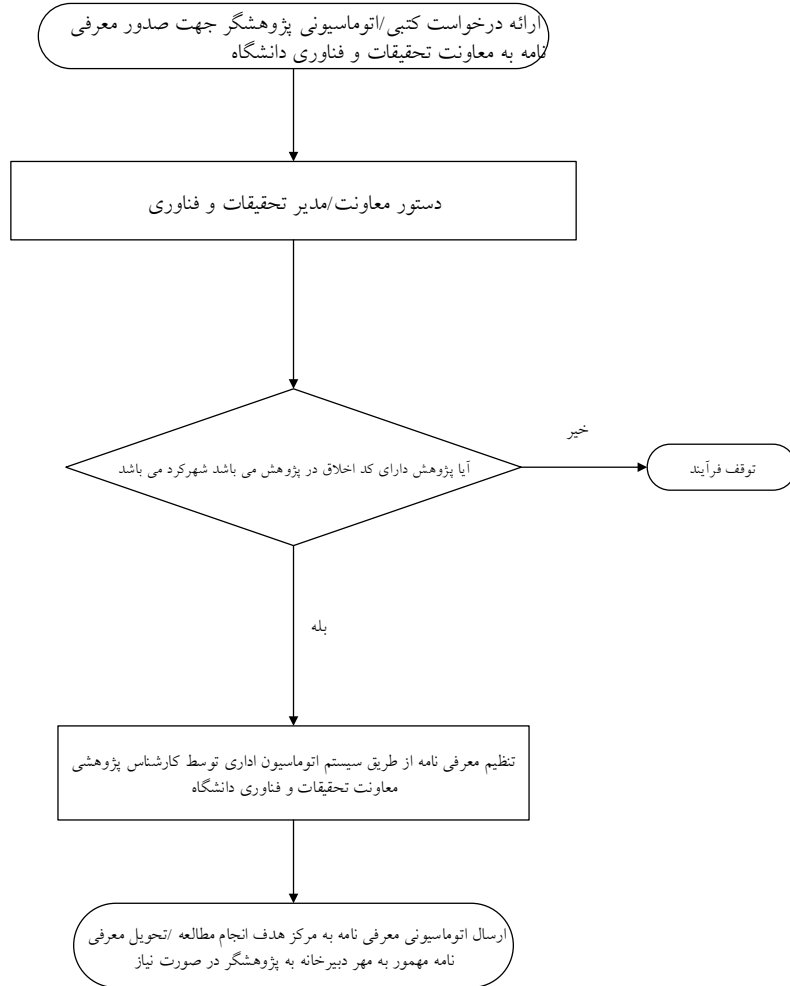 ارائه درخواست کتبی/اتوماسیونی پژوهشگر جهت صدور معرفی
نامه به معاونت تحقیقات و فناوری دانشگاه
دستور معاونت/مدیر تحقیقات و فناوری
آیا پژوهش دارای کد اخلاق در پژوهش می باشد شهرکرد می باشد
خیر
توقف فرآیند
بله
تنظیم معرفی نامه از طریق سیستم اتوماسیون اداری توسط کارشناس پژوهشی
معاونت تحقیقات و فناوری دانشگاه
ارسال اتوماسیونی معرفی نامه به مرکز هدف انجام مطالعه /تحویل معرفی
نامه مهمور به مهر دبیرخانه به پژوهشگر در صورت نیاز